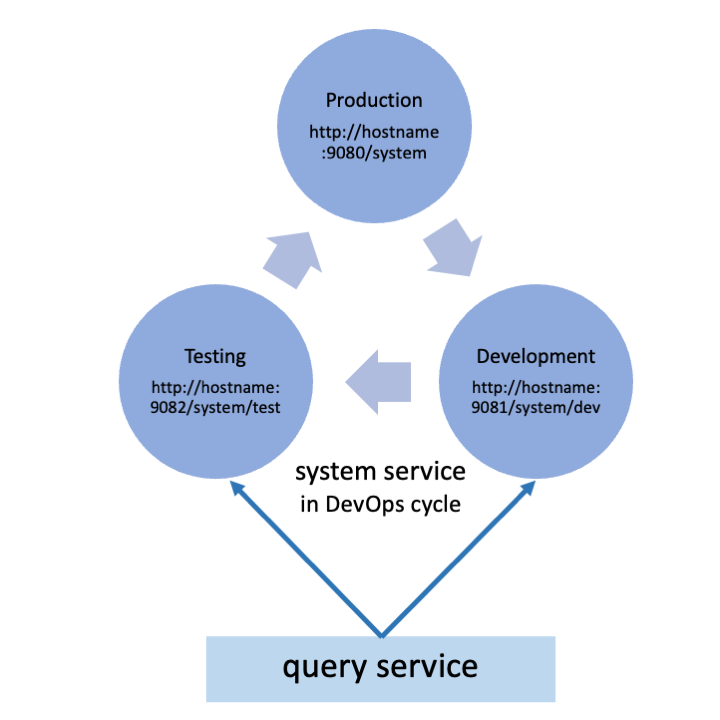 Production
http://hostname
:9080/system
Testing
http://hostname:
9082/system/test
Development
http://hostname:
9081/system/dev
system service
in DevOps cycle
query service